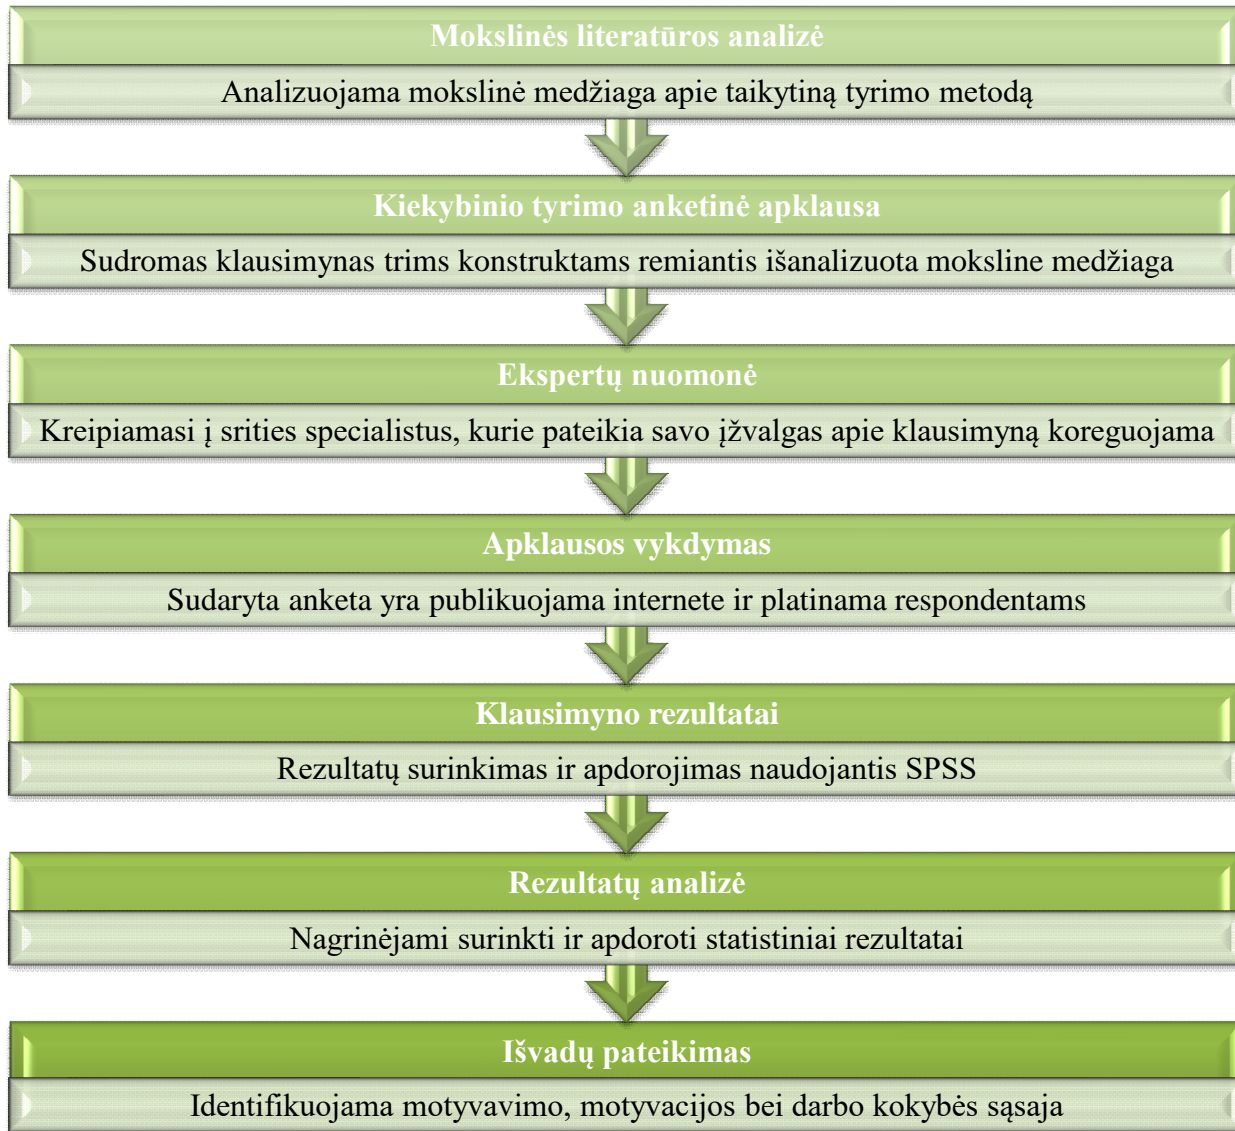 Mokslinės literatūros analizė
Analizuojama mokslinė medžiaga apie taikytiną tyrimo metodą
Kiekybinio tyrimo anketinė apklausa
Sudromas klausimynas trims konstruktams remiantis išanalizuota moksline medžiaga
Ekspertų nuomonė
Kreipiamasi į srities specialistus, kurie pateikia savo įžvalgas apie klausimyną koreguojama
Apklausos vykdymas
Sudaryta anketa yra publikuojama internete ir platinama respondentams
Klausimyno rezultatai
Rezultatų surinkimas ir apdorojimas naudojantis SPSS
Rezultatų analizė
Nagrinėjami surinkti ir apdoroti statistiniai rezultatai
Išvadų pateikimas
Identifikuojama motyvavimo, motyvacijos bei darbo kokybės sąsaja